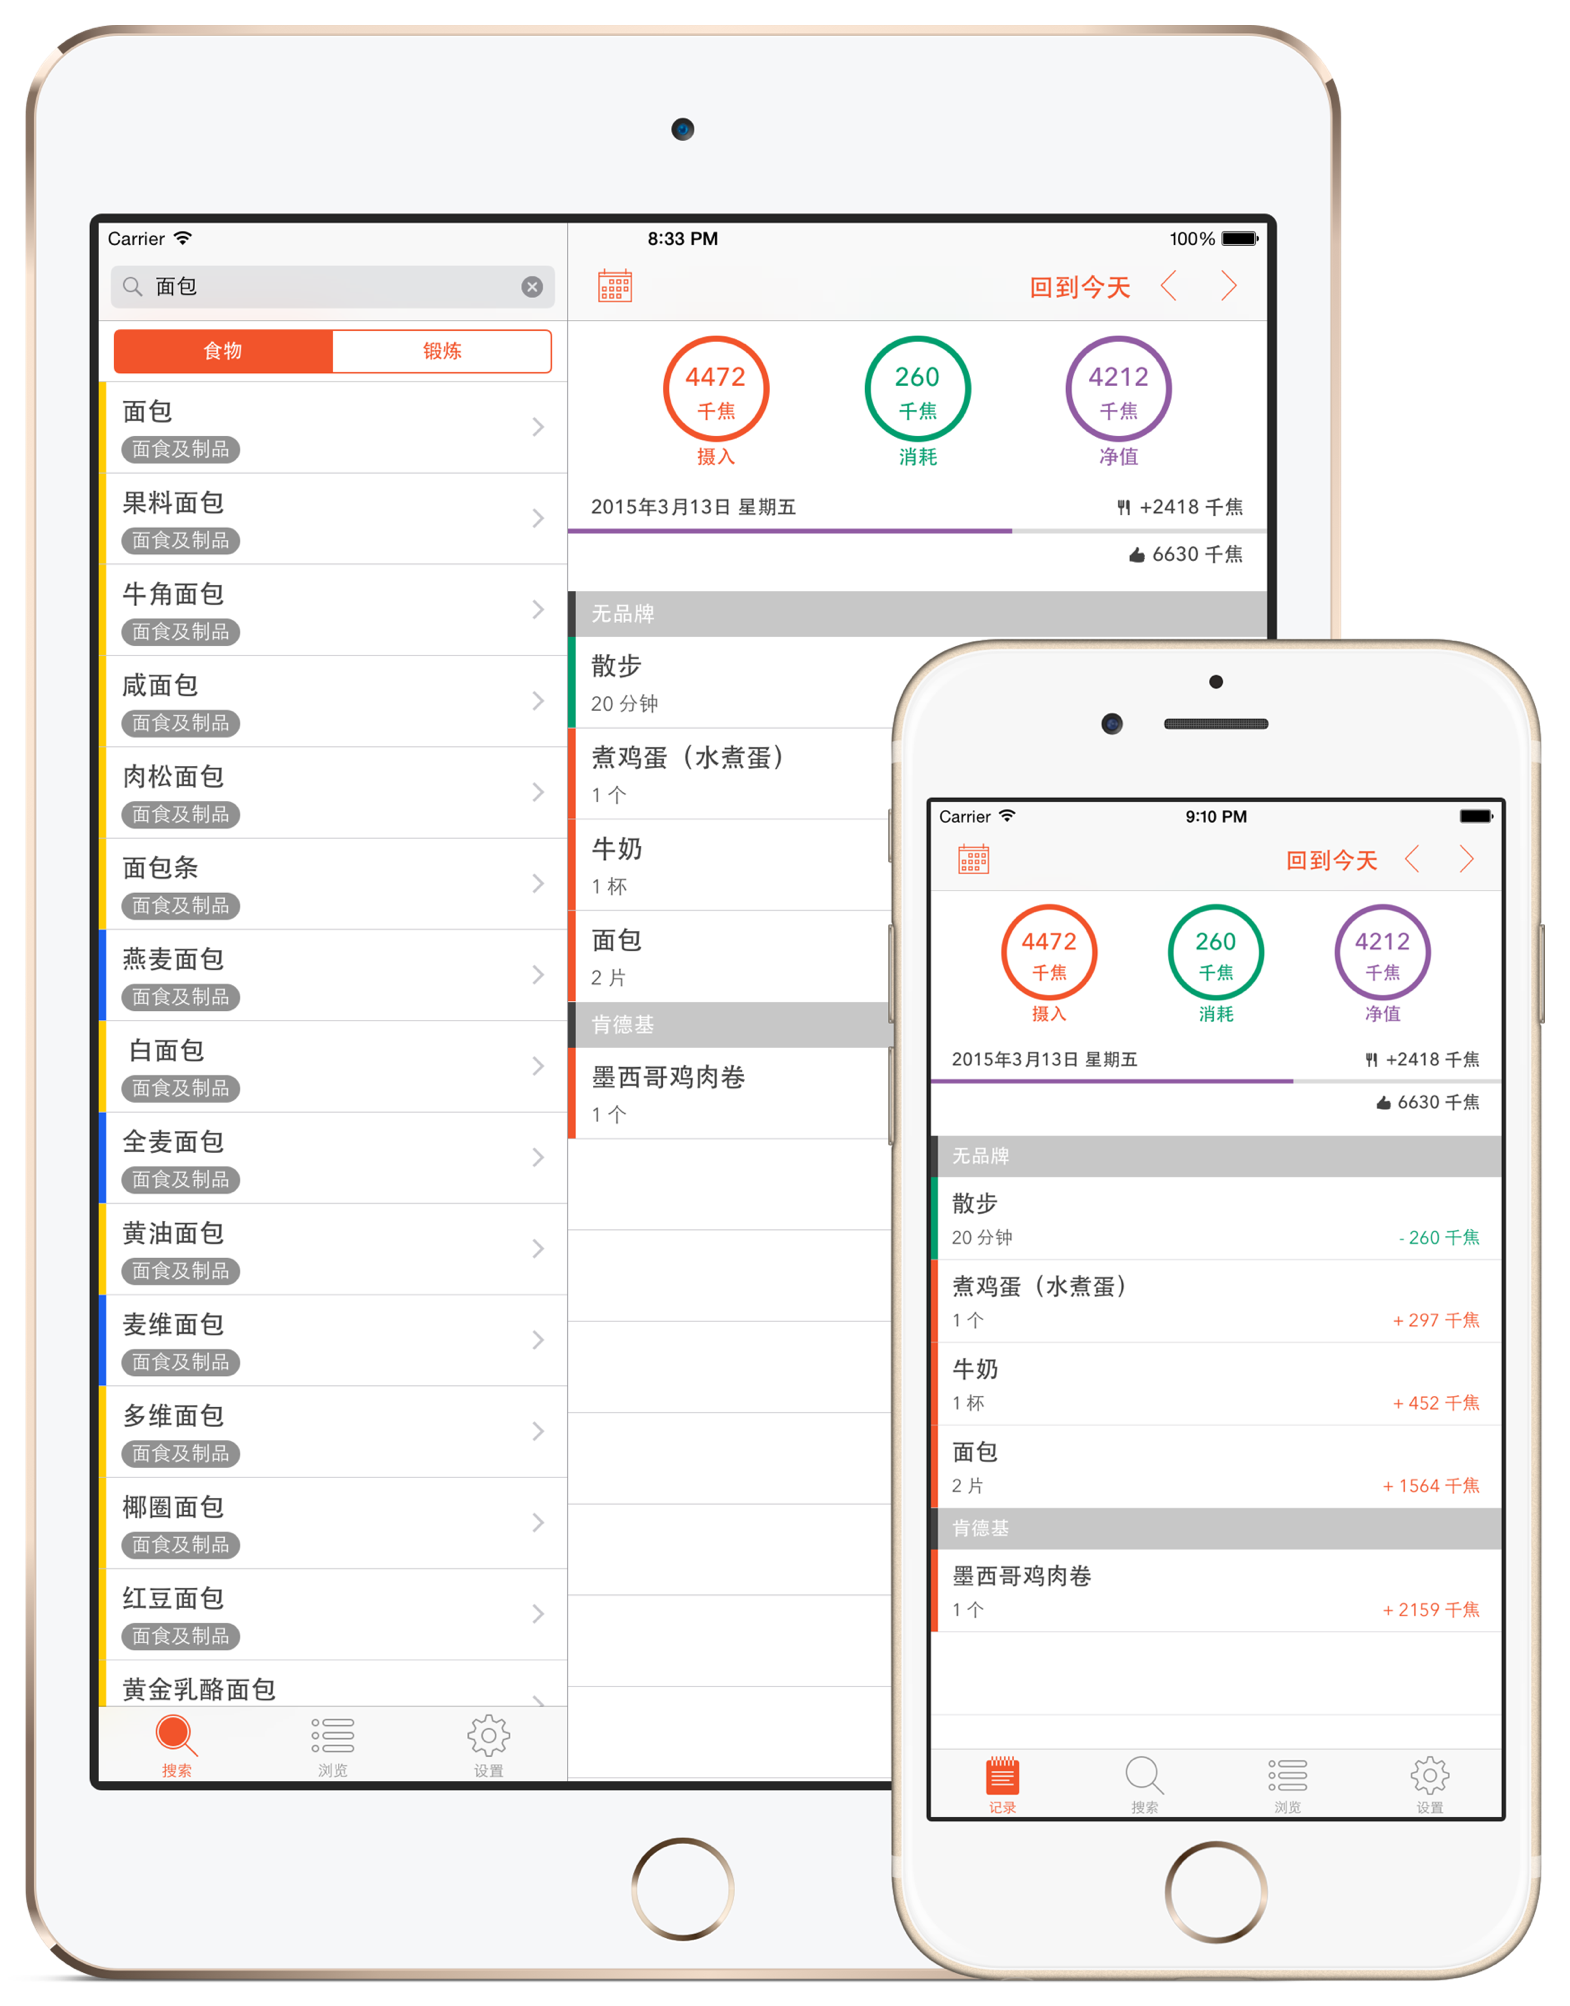 Carrier
8:33 PM
100%
面包
回到今天
食物
锻炼
面包
面食及制品
果料面包
面食及制品
牛角面包
面食及制品
咸面包
面食及制品
肉松面包
面食及制品
面包条
面食及制品
燕麦面包
面食及制品
白面包
面食及制品
全麦面包
面食及制品
黄油面包
面食及制品
麦维面包
面食及制品
多维面包
面食及制品
椰圈面包
面食及制品
红豆面包
面食及制品
黄金乳酪面包
搜索
浏览
设置
4472
千焦
摄入
260
千焦
消耗
4212
千焦
净值
2015年3月13日 星期五
+2418 千焦
6630 千焦
无品牌
散步
20 分钟
煮鸡蛋（水煮蛋）
1 个
牛奶
1 杯
面包
2 片
肯德基
墨西哥鸡肉卷
1 个
Carrier
9:10 PM
回到今天
4472
千焦
摄入
260
千焦
消耗
4212
千焦
净值
2015年3月13日 星期五
+2418 千焦
6630 千焦
无品牌
散步
20 分钟
- 260 千焦
煮鸡蛋（水煮蛋）
1 个
+ 297 千焦
牛奶
1 杯
+ 452 千焦
面包
2 片
+ 1564 千焦
肯德基
墨西哥鸡肉卷
1 个
+ 2159 千焦
记录
搜索
浏览
设置